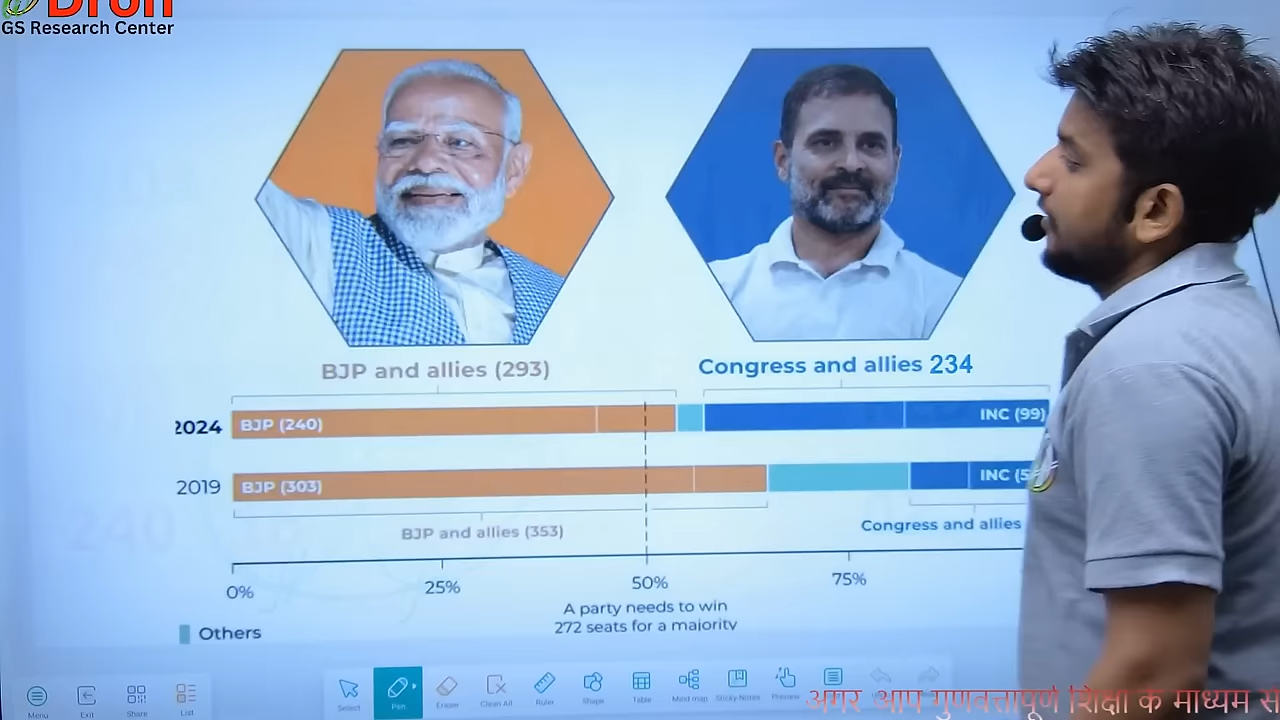 Dron
GS Research Center
BJP and allies (293)
Congress and allies 234
2024
BJP (240)
INC (99)
2019
BJP (303)
INC
BJP and allies (353)
Congress and allies
240
0%
25%
50%
75%
A party needs to win
272 seats for a majority
Others
Menu
Exit
Share
List
Select
Pen
Eraser
Clean All
Ruler
Shape
Table
Mind map
Sticky Notes
Preview
अगर आप गुणवत्तापूर्ण शिक्षा के माध्यम से